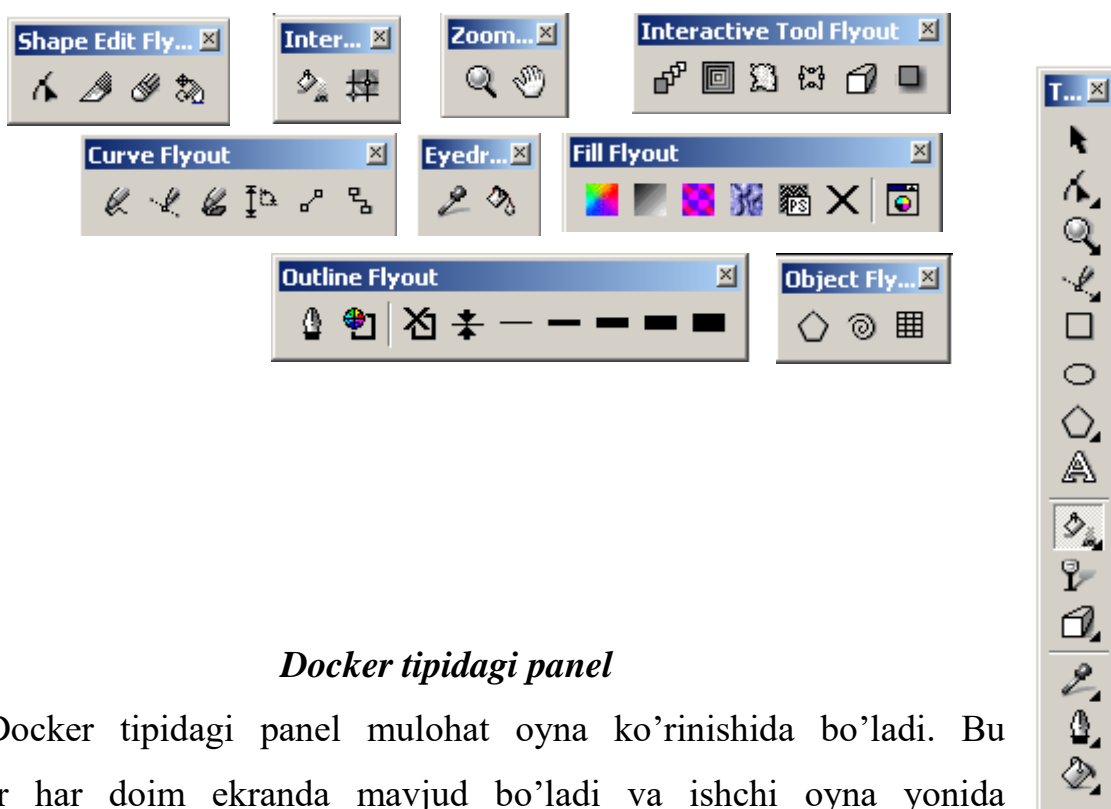 Shape Edit Fly...
Inter...
Zoom...
Interactive Tool Flyout
T...
Curve Flyout
Eyedr...
Fill Flyout
PS
Outline Flyout
Object Fly...
A
Docker tipidagi panel
Docker tipidagi panel mulohat oyna ko’rinishida bo’ladi. Bu
r har doim ekranda mavjud bo’ladi va ishchi oyna yonida